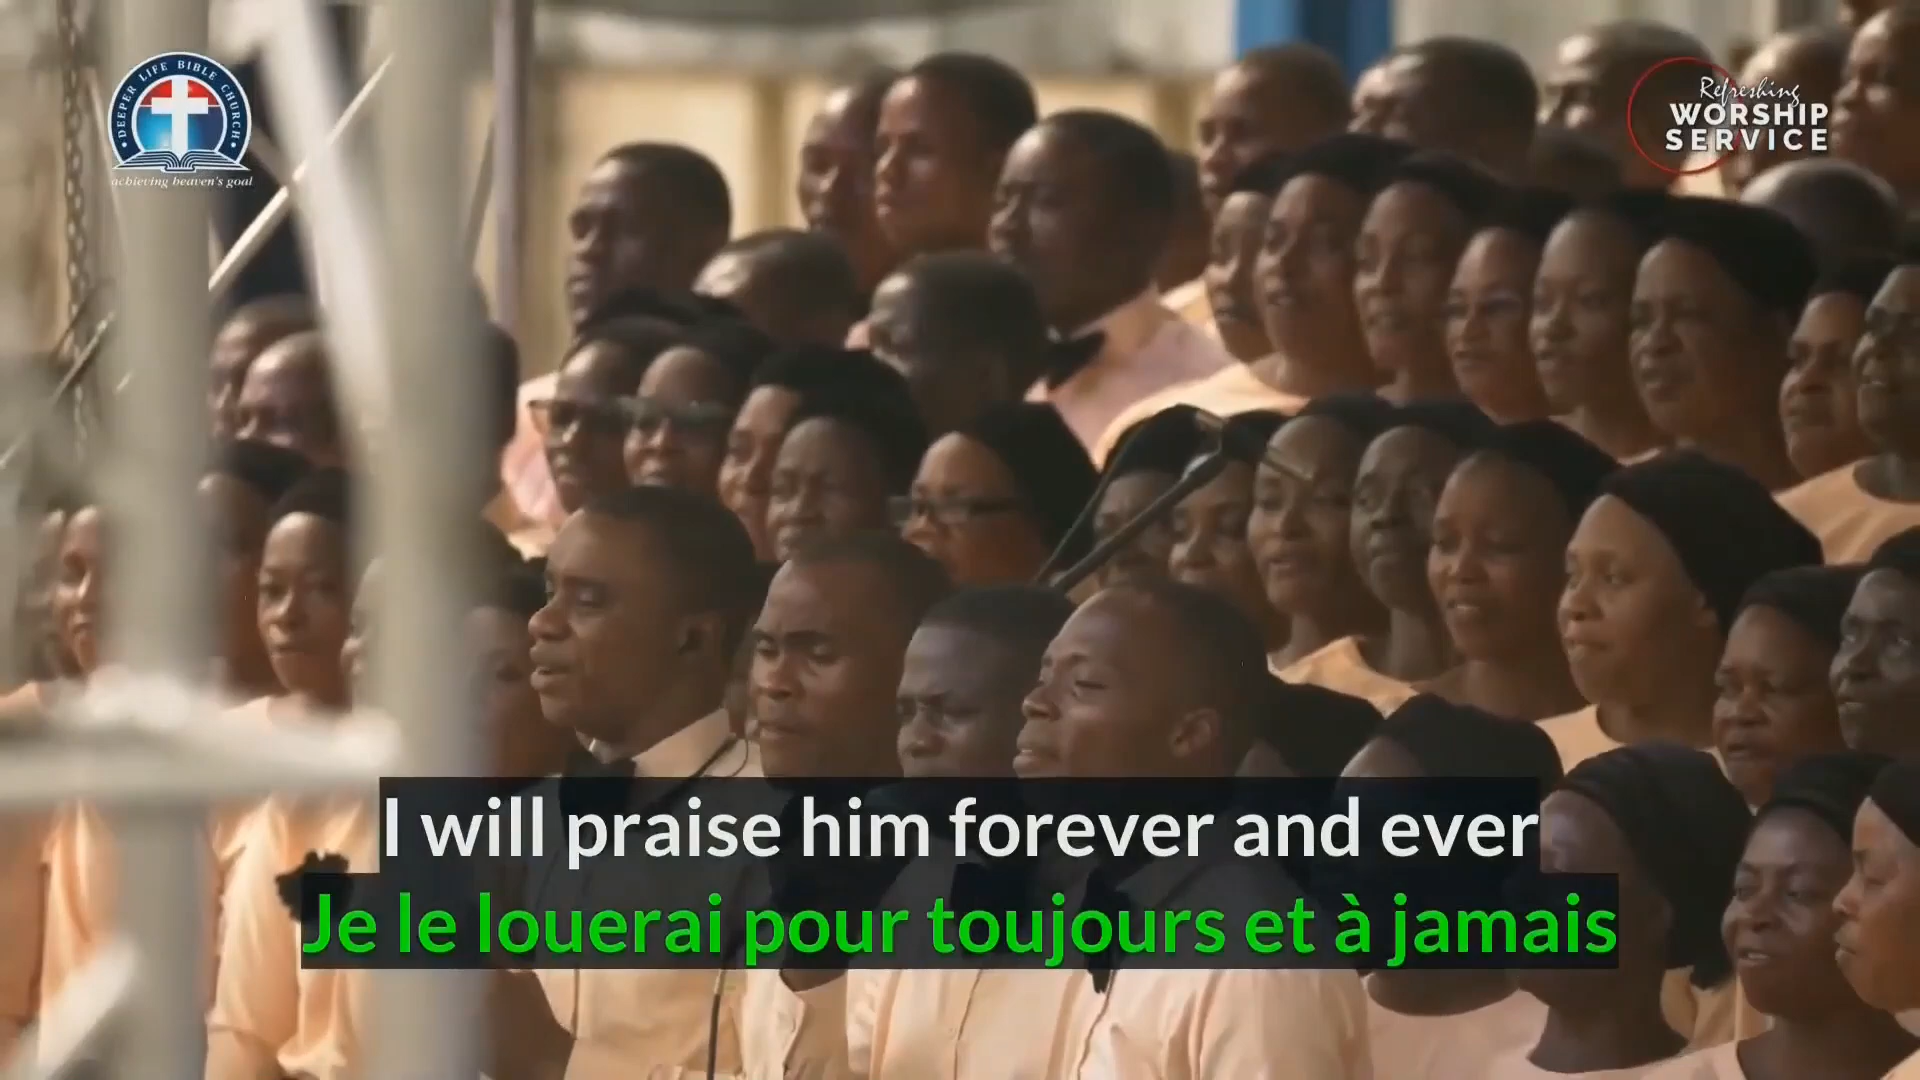 DEEPER LIFE BIBLE CHURCH
achieving heaven's goal
Refreshing
WORSHIP
SERVICE
I will praise him forever and ever
Je le louerai pour toujours et à jamais